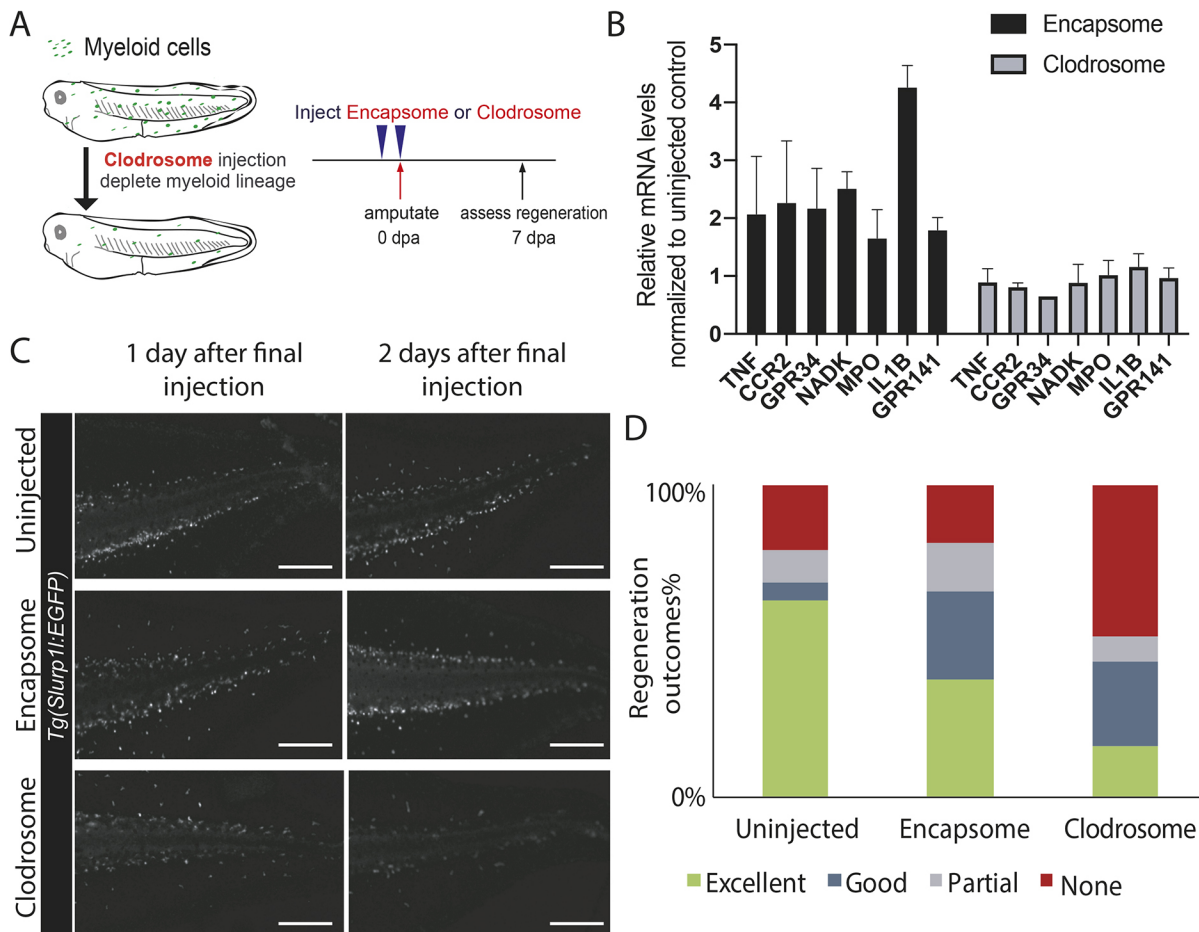 A
Myeloid cells
Clodrosome injection
deplete myeloid lineage
Inject Encapsome or Clodrosome
amputate
0 dpa
assess regeneration
7 dpa
B
Encapsome
Clodrosome
Relative mRNA levels
normalized to uninjected control
5
4
3
2
1
0
TNF
CCR2
GPR34
NADK
MPO
IL1B
GPR141
TNF
CCR2
GPR34
NADK
MPO
IL1B
GPR141
C
1 day after final
injection
2 days after final
injection
Uninjected
Encapsome
Clodrosome
Tg(Slurp1l:EGFP)
D
Regeneration
outcomes%
100%
0%
Uninjected
Encapsome
Clodrosome
Excellent
Good
Partial
None